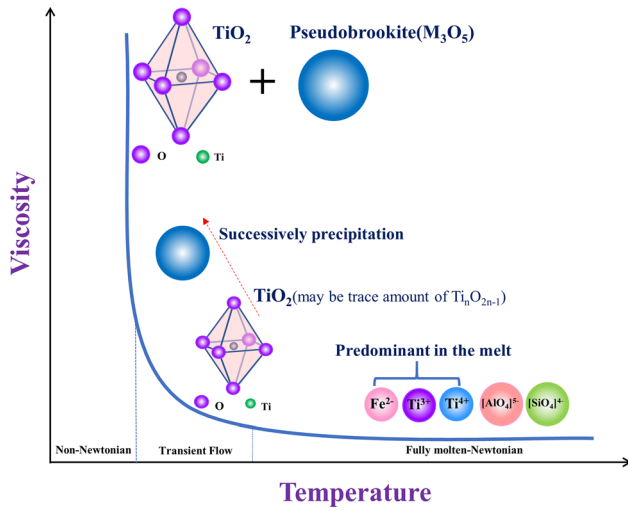 TiO2
Pseudobrookite(M3O5)
+
O
Ti
Viscosity
Successively precipitation
TiO2(may be trace amount of TinO2n-1)
Predominant in the melt
Fe2-
Ti3+
Ti4+
[AlO4]5-
[SiO4]4-
O
Ti
Non-Newtonian
Transient Flow
Fully molten-Newtonian
Temperature